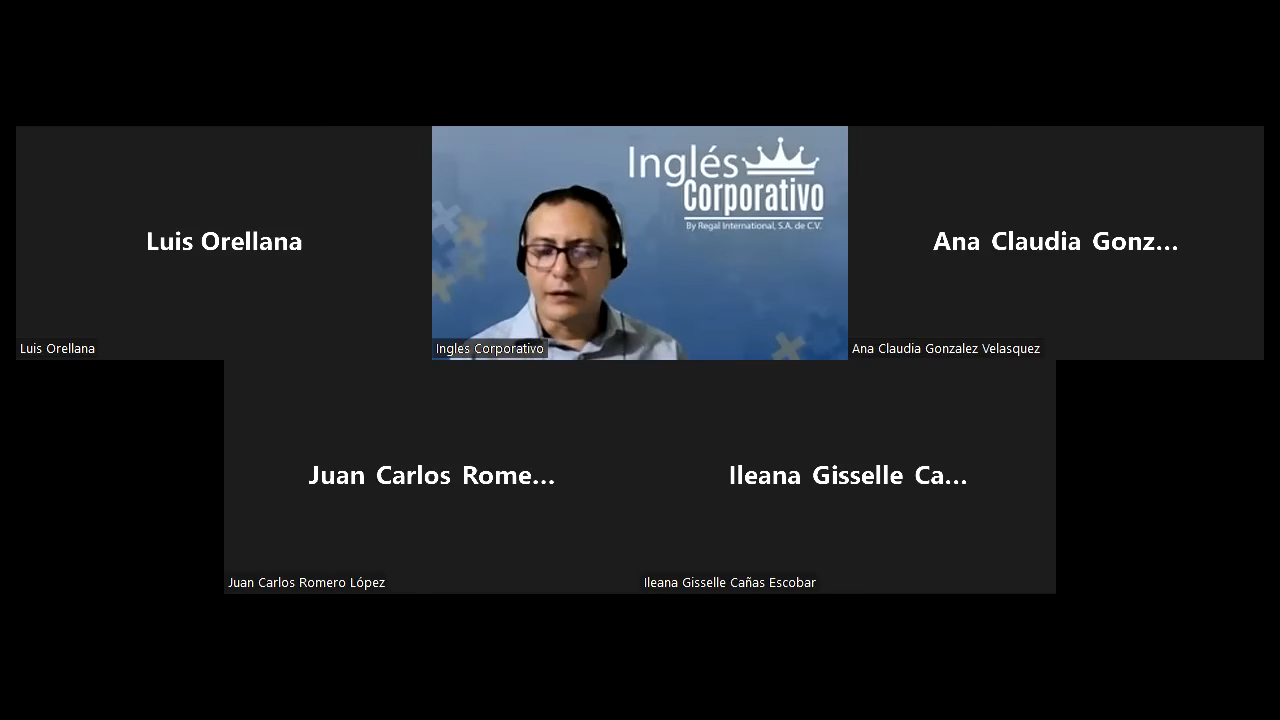 Luis Orellana
Luis Orellana
Inglés
Corporativo
By Regal International, S.A. de C.V.
Ingles Corporativo
Ana Claudia Gonz...
Ana Claudia Gonzalez Velasquez
Juan Carlos Rome...
Juan Carlos Romero López
Ileana Gisselle Ca...
Ileana Gisselle Cañas Escobar